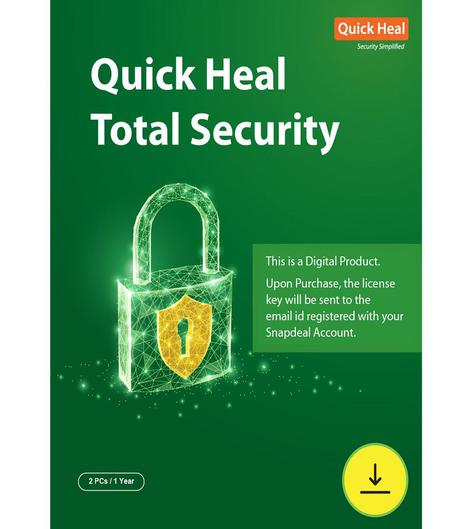 Quick Heal
Security Simplified
Quick Heal
Total Security
This is a Digital Product.
Upon Purchase, the license
key will be sent to the
email id registered with your
Snapdeal Account.
2 PCs / 1 Year